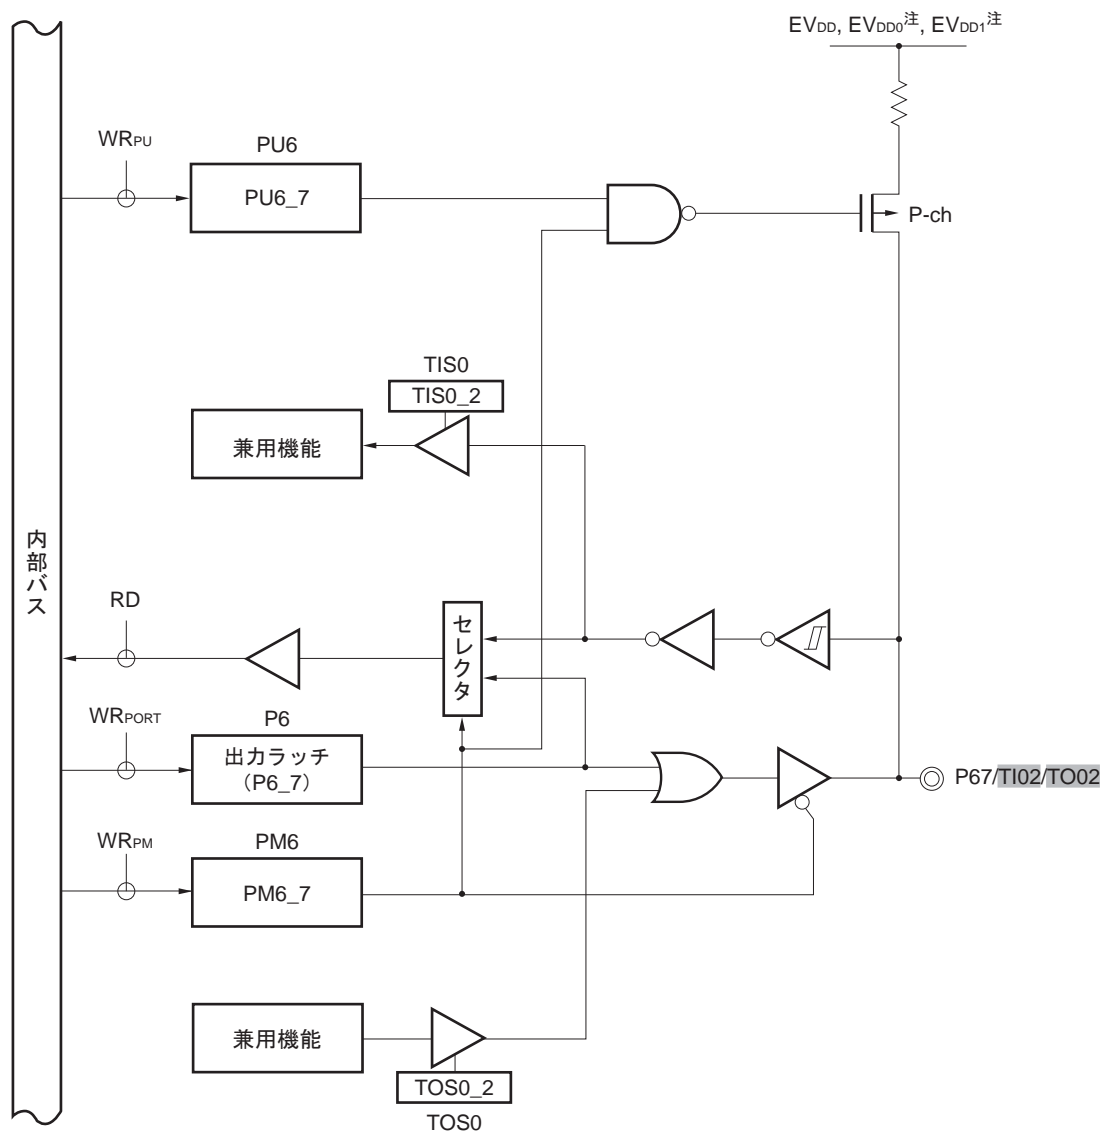 EVDD, EVDD0注, EVDD1注
WRPU
PU6
PU6_7
P-ch
TIS0
TIS0_2
兼用機能
内部バス
RD
セレクタ
WRPORT
P6
出力ラッチ
（P6_7）
P67/TI02/TO02
WRPM
PM6
PM6_7
兼用機能
TOS0_2
TOS0